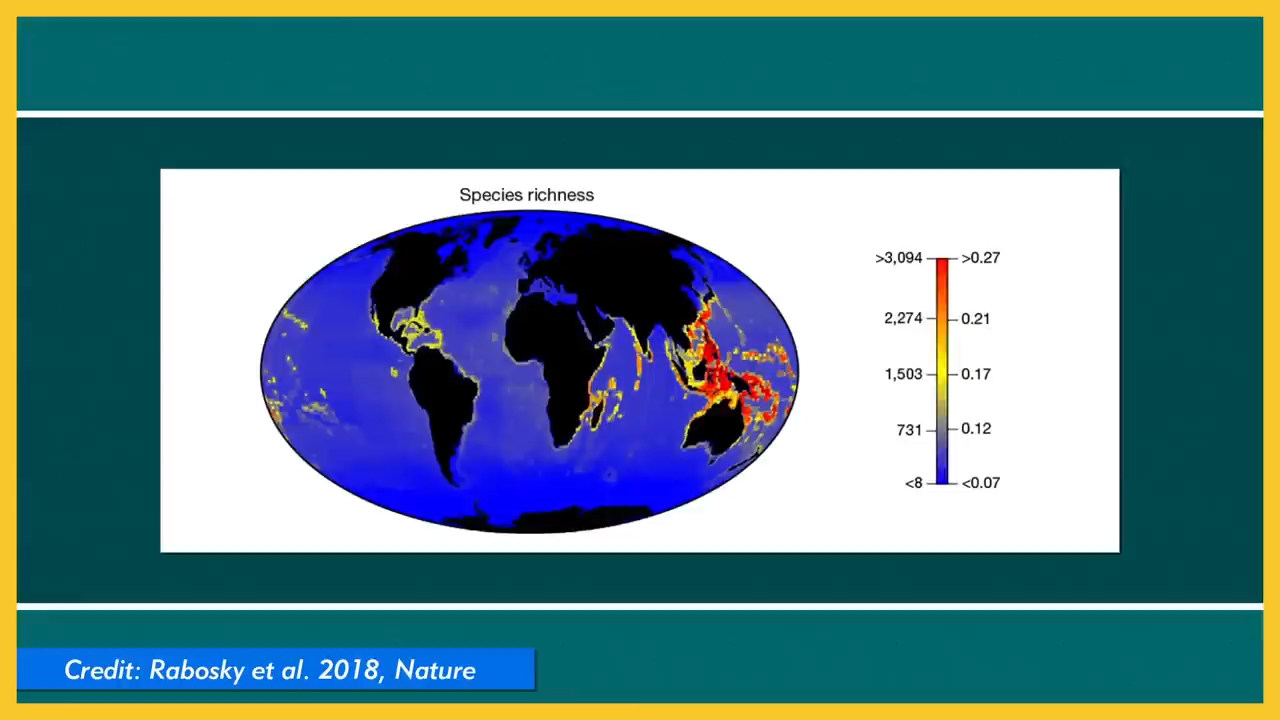 Species richness
>3,094 >0.27
2,274 0.21
1,503 0.17
731 0.12
<8 <0.07
Credit: Rabosky et al. 2018, Nature